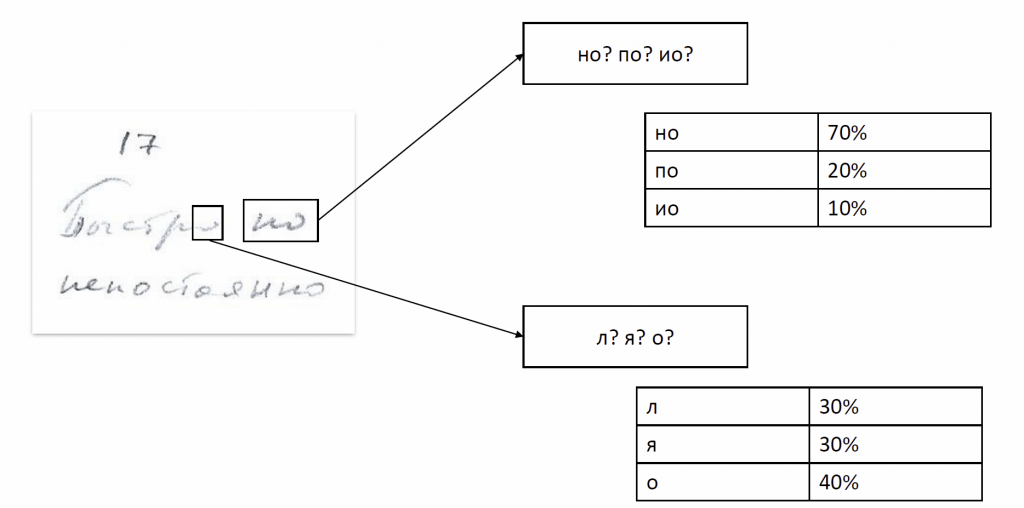 но? по? ио?
17
но 70%
по 20%
ио 10%
Быстро но
непостоянно
л? я? о?
л 30%
я 30%
о 40%